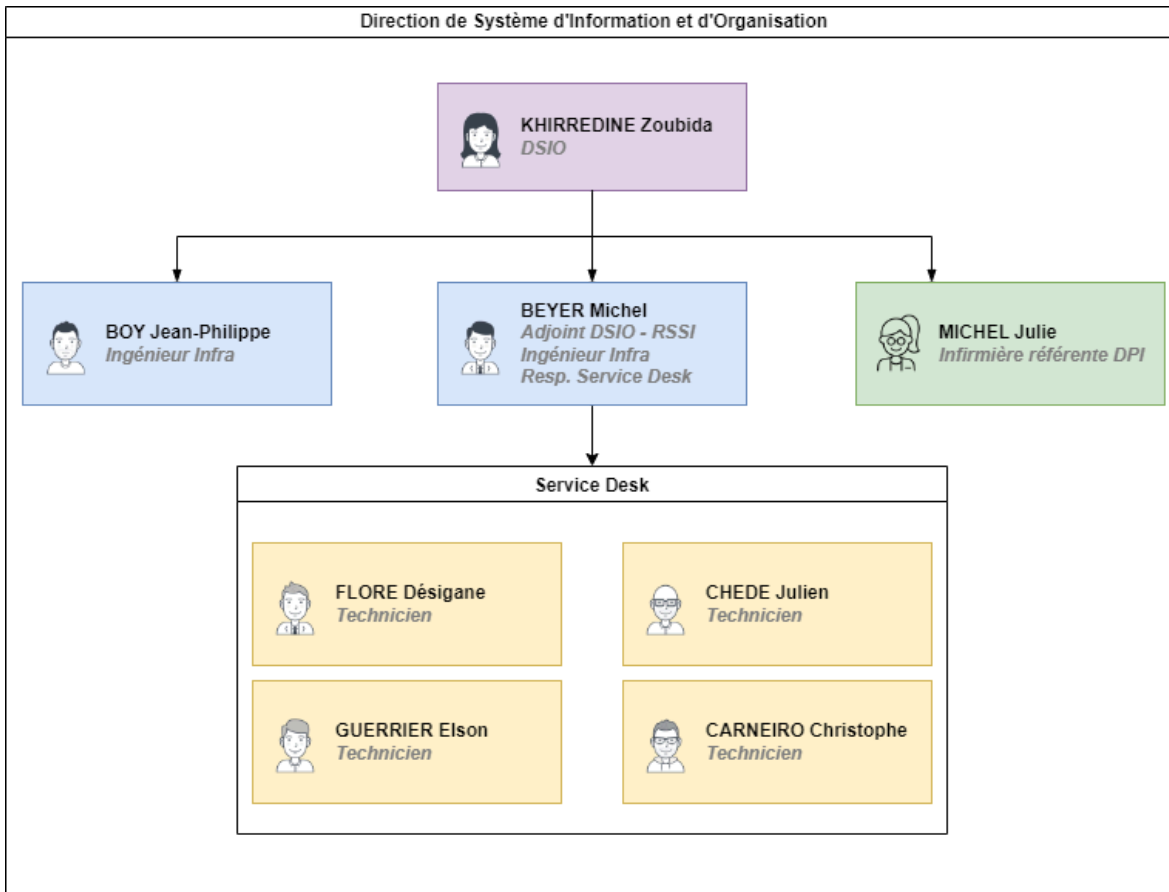 Direction de Système d'Information et d'Organisation
KHIRREDINE Zoubida
DSIO
BOY Jean-Philippe
Ingénieur Infra
BEYER Michel
Adjoint DSIO - RSSI
Ingénieur Infra
Resp. Service Desk
MICHEL Julie
Infirmière référente DPI
Service Desk
FLORE Désigane
Technicien
CHEDE Julien
Technicien
GUERRIER Elson
Technicien
CARNEIRO Christophe
Technicien